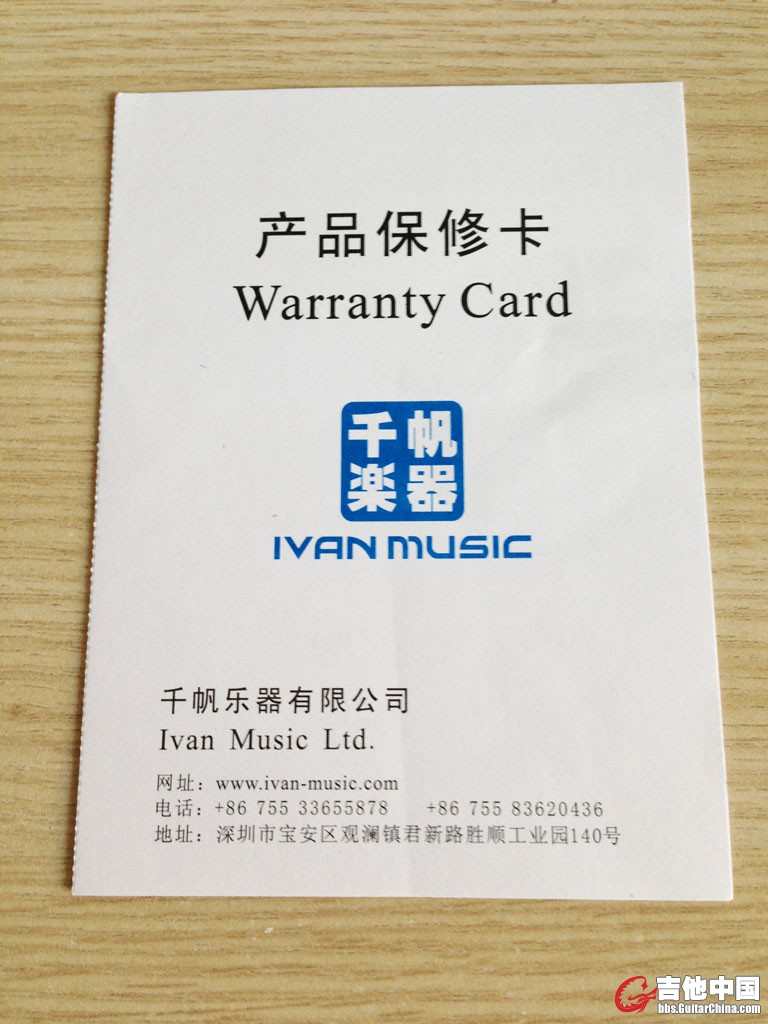 产品保修卡
Warranty Card
千帆
楽器
IVAN MUSIC
千帆乐器有限公司
Ivan Music Ltd.
网址：www.ivan-music.com
电话：+86 755 33655878 +86 755 83620436
地址：深圳市宝安区观澜镇君新路胜顺工业园140号
吉他中国
bbs.GuitarChina.com